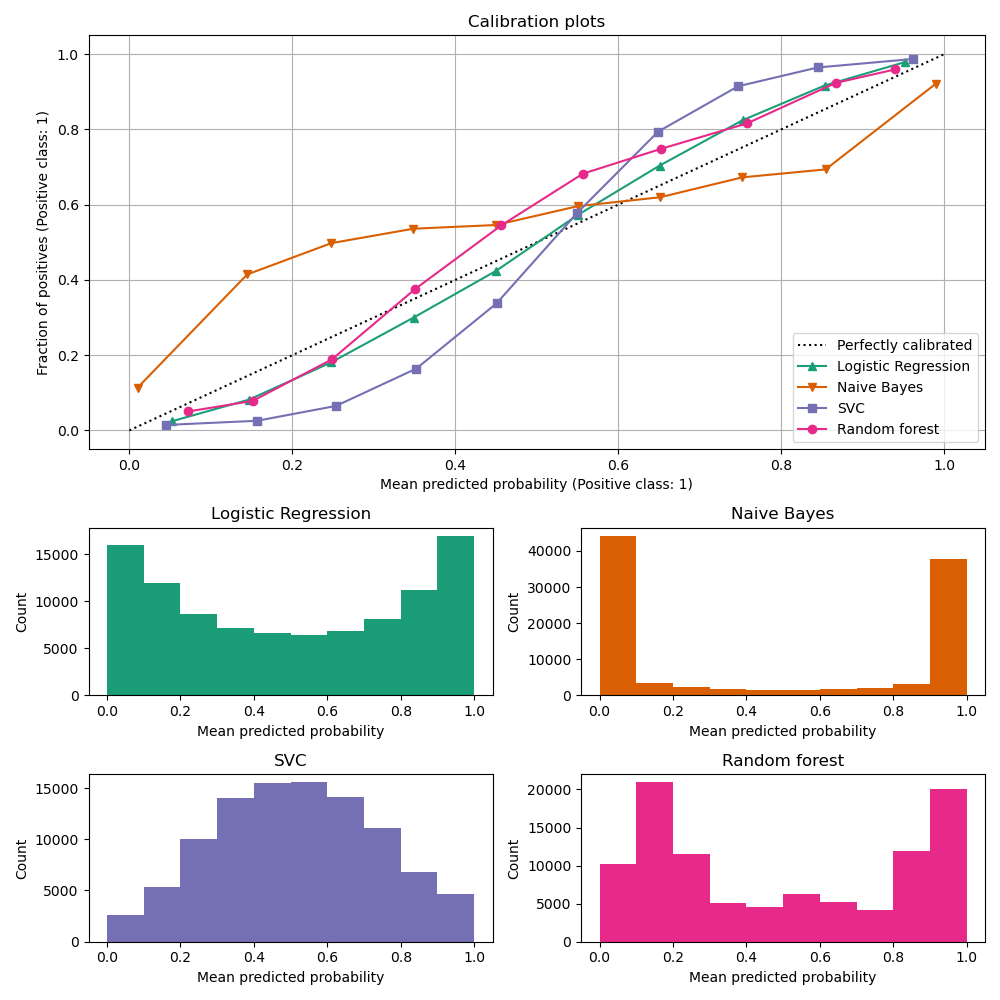 Calibration plots
Fraction of positives (Positive class: 1)
1.0
0.8
0.6
0.4
0.2
0.0
Perfectly calibrated
Logistic Regression
Naive Bayes
SVC
Random forest
0.0 0.2 0.4 0.6 0.8 1.0
Mean predicted probability (Positive class: 1)
Logistic Regression
Count
15000
10000
5000
0
0.0 0.2 0.4 0.6 0.8 1.0
Mean predicted probability
Naive Bayes
Count
40000
30000
20000
10000
0
0.0 0.2 0.4 0.6 0.8 1.0
Mean predicted probability
SVC
Count
15000
10000
5000
0
0.0 0.2 0.4 0.6 0.8 1.0
Mean predicted probability
Random forest
Count
20000
15000
10000
5000
0
0.0 0.2 0.4 0.6 0.8 1.0
Mean predicted probability